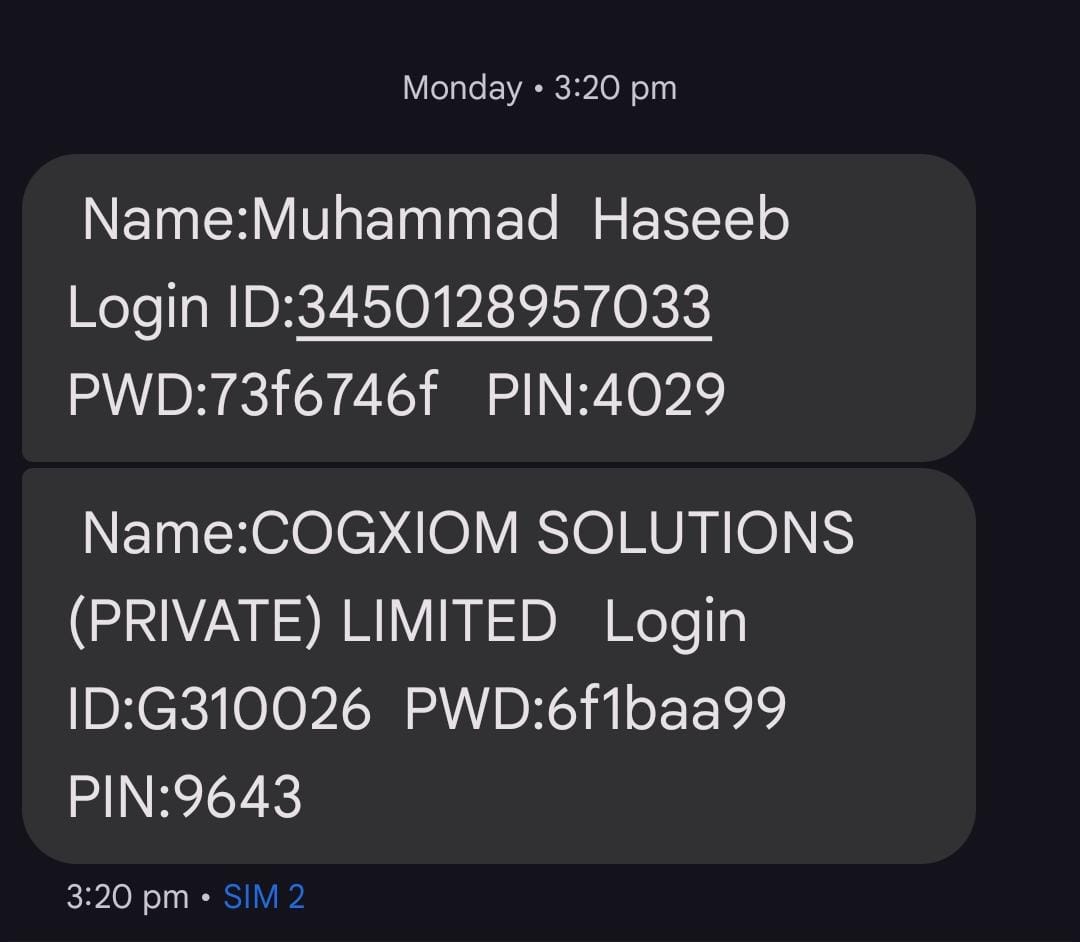 Monday • 3:20 pm
Name:Muhammad Haseeb
Login ID:3450128957033
PWD:73f6746f PIN:4029
Name:COGXIOM SOLUTIONS
(PRIVATE) LIMITED Login
ID:G310026 PWD:6f1baa99
PIN:9643
3:20 pm • SIM 2